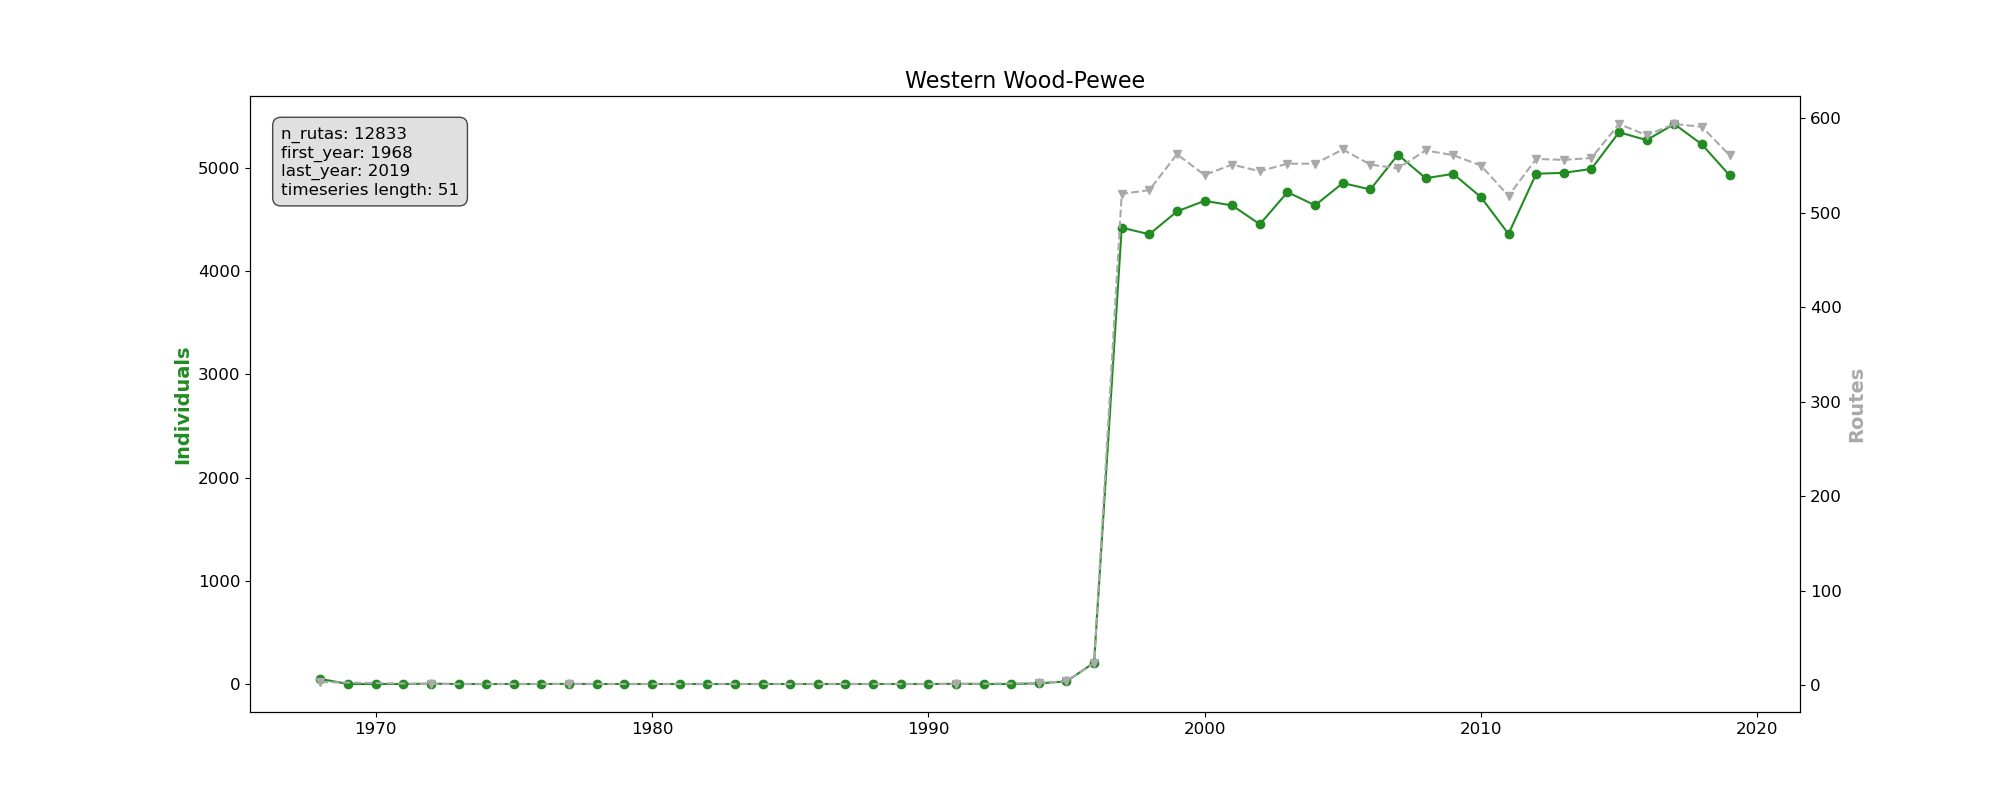 Western Wood-Pewee
n_rutas: 12833
first_year: 1968
last_year: 2019
timeseries length: 51
Individuals
5000
4000
3000
2000
1000
0
Routes
600
500
400
300
200
100
0
1970
1980
1990
2000
2010
2020